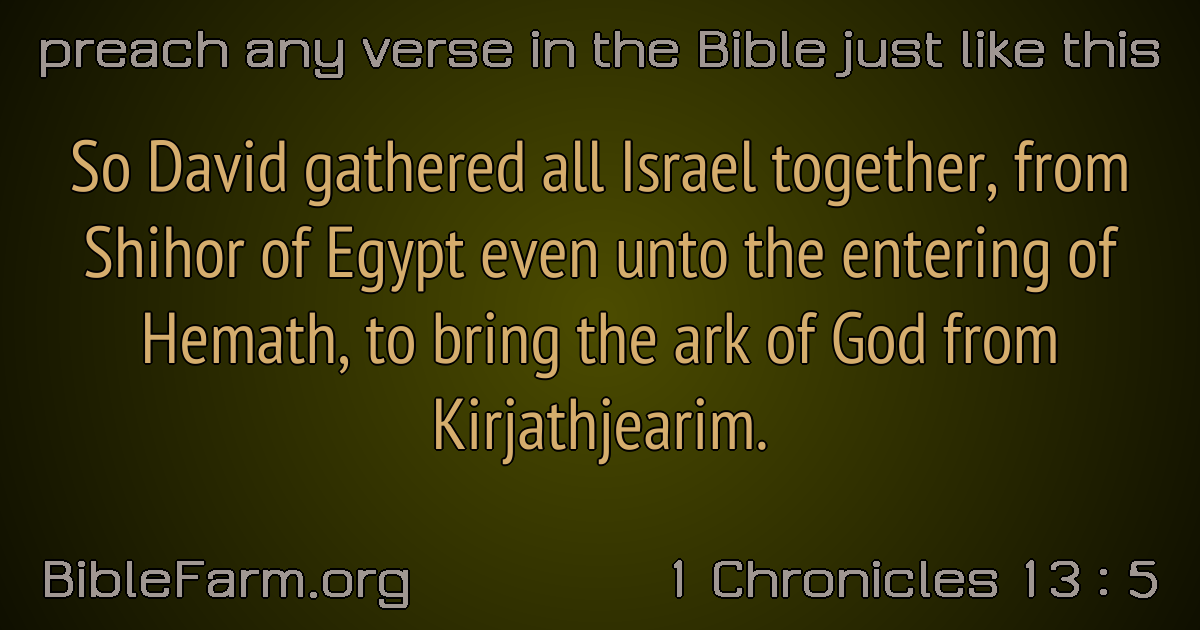 preach any verse in the Bible just like this
So David gathered all Israel together, from
Shihor of Egypt even unto the entering of
Hemath, to bring the ark of God from
Kirjathjearim.
BibleFarm.org
1 Chronicles 13 : 5